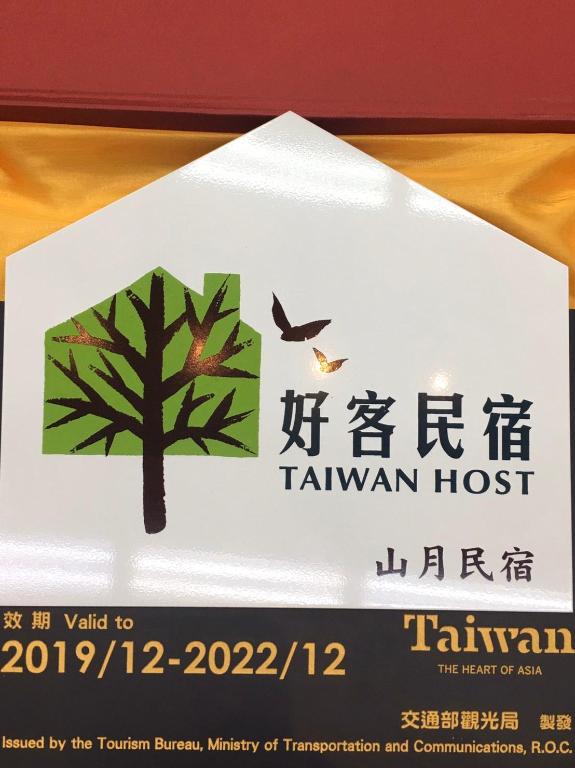 好客民宿
TAIWAN HOST
山月民宿
效期 Valid to
2019/12-2022/12
Taiwan
THE HEART OF ASIA
交通部觀光局 製發
Issued by the Tourism Bureau, Ministry of Transportation and Communications, R.O.C.